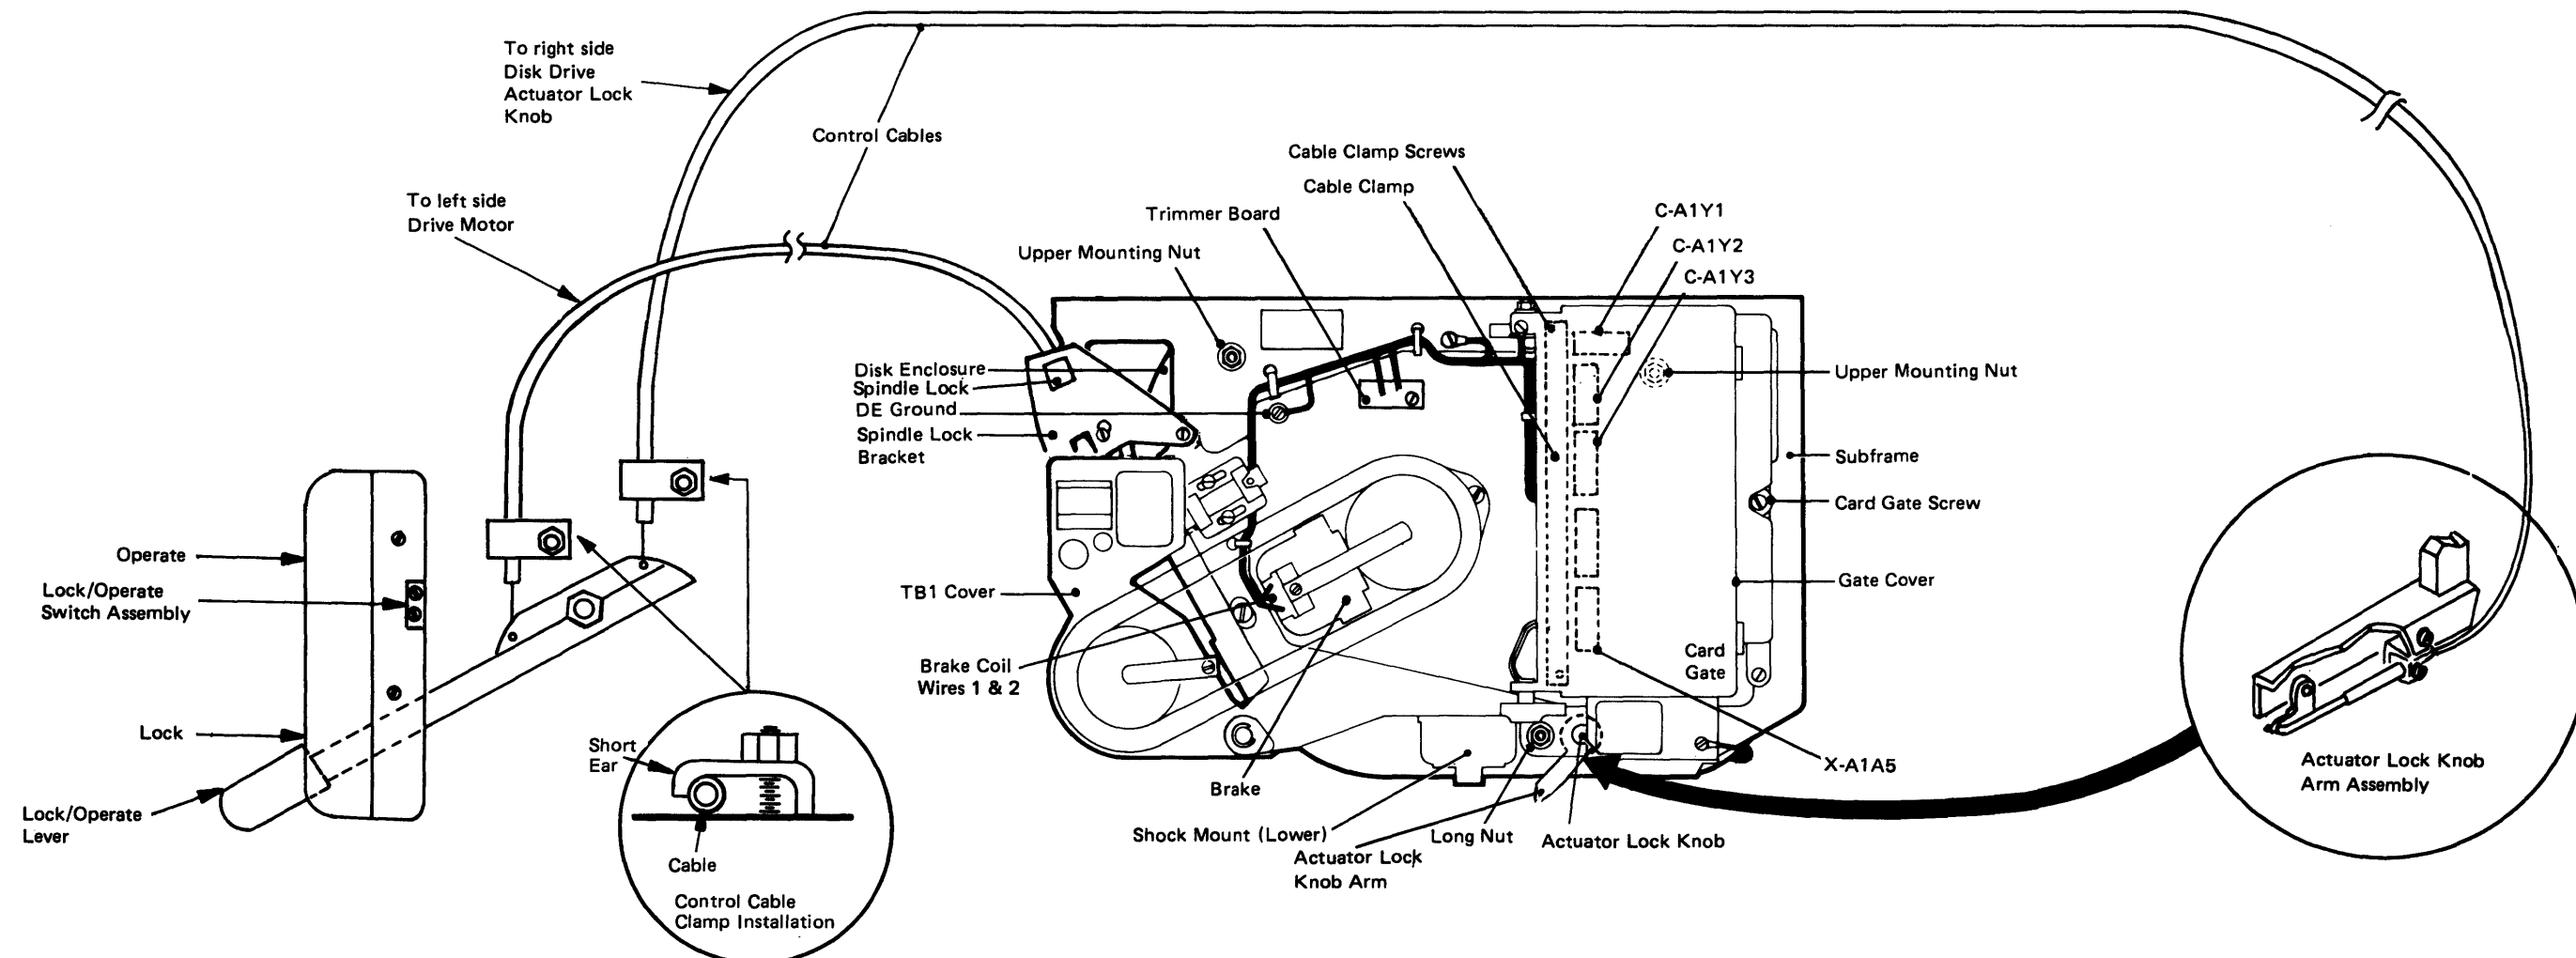 To right side
Disk Drive
Actuator Lock
Knob
Control Cables
To left side
Drive Motor
Cable Clamp Screws
Cable Clamp
Trimmer Board
Upper Mounting Nut
C-A1Y1
C-A1Y2
C-A1Y3
Disk Enclosure
Spindle Lock
DE Ground
Spindle Lock
Bracket
Upper Mounting Nut
Subframe
Card Gate Screw
Gate Cover
Operate
Lock/Operate
Switch Assembly
TB1 Cover
Brake Coil
Wires 1 & 2
Card
Gate
Lock
Short
Ear
Lock/Operate
Lever
Cable
Control Cable
Clamp Installation
Brake
Shock Mount (Lower)
Actuator Lock
Knob Arm
Long Nut
Actuator Lock Knob
X-A1A5
Actuator Lock Knob
Arm Assembly